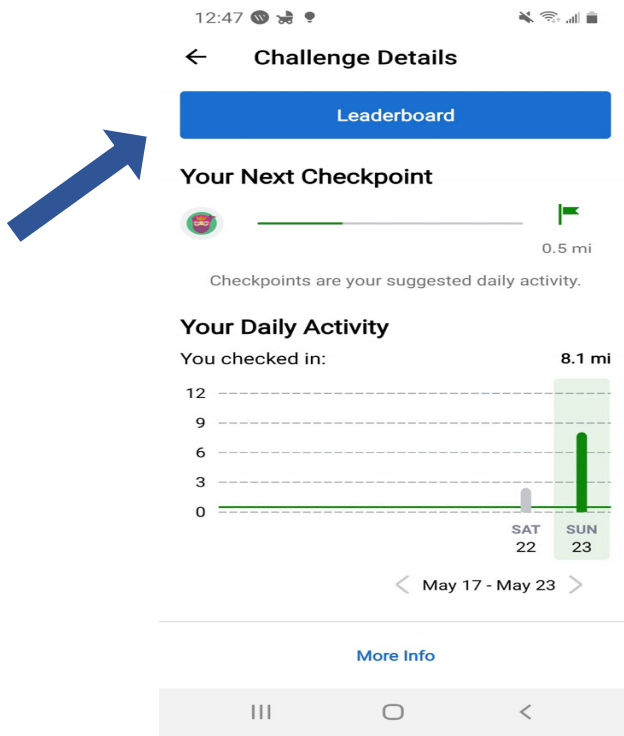 12:47
Challenge Details
Leaderboard
Your Next Checkpoint
0.5 mi
Checkpoints are your suggested daily activity.
Your Daily Activity
You checked in: 8.1 mi
12
9
6
3
0
SAT SUN
22 23
May 17 - May 23
More Info